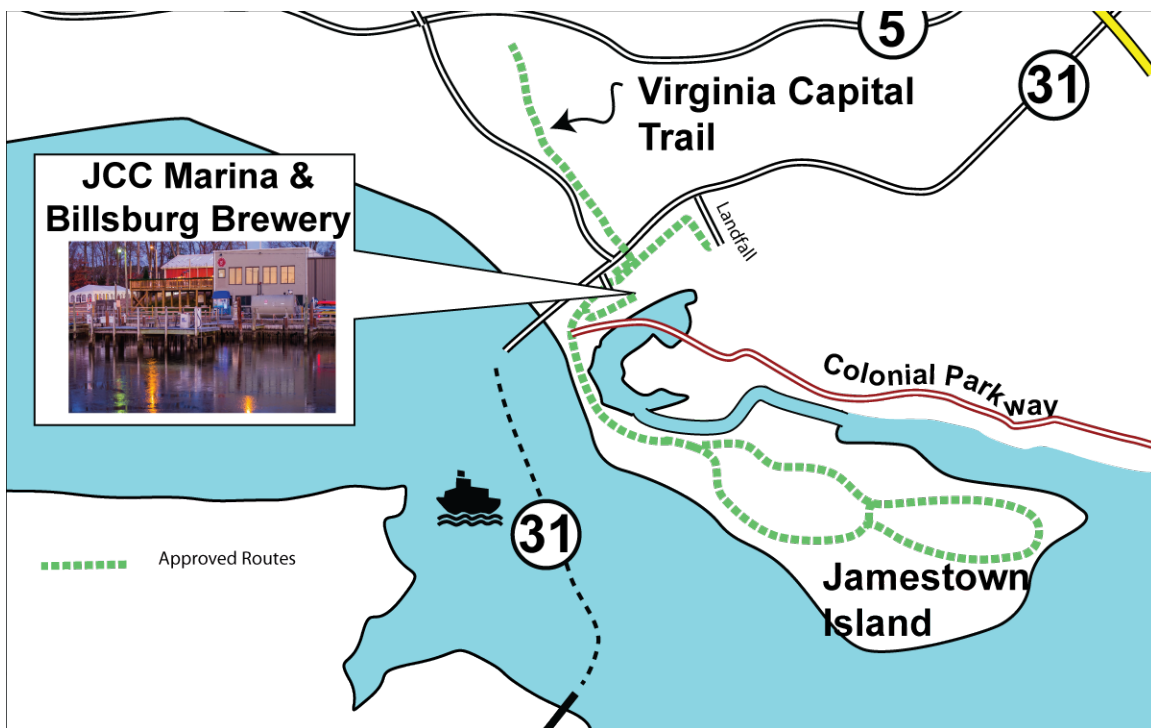 5
31
Virginia Capital
Trail
JCC Marina &
Billsburg Brewery
Landfall
Colonial Parkway
31
Approved Routes
Jamestown
Island